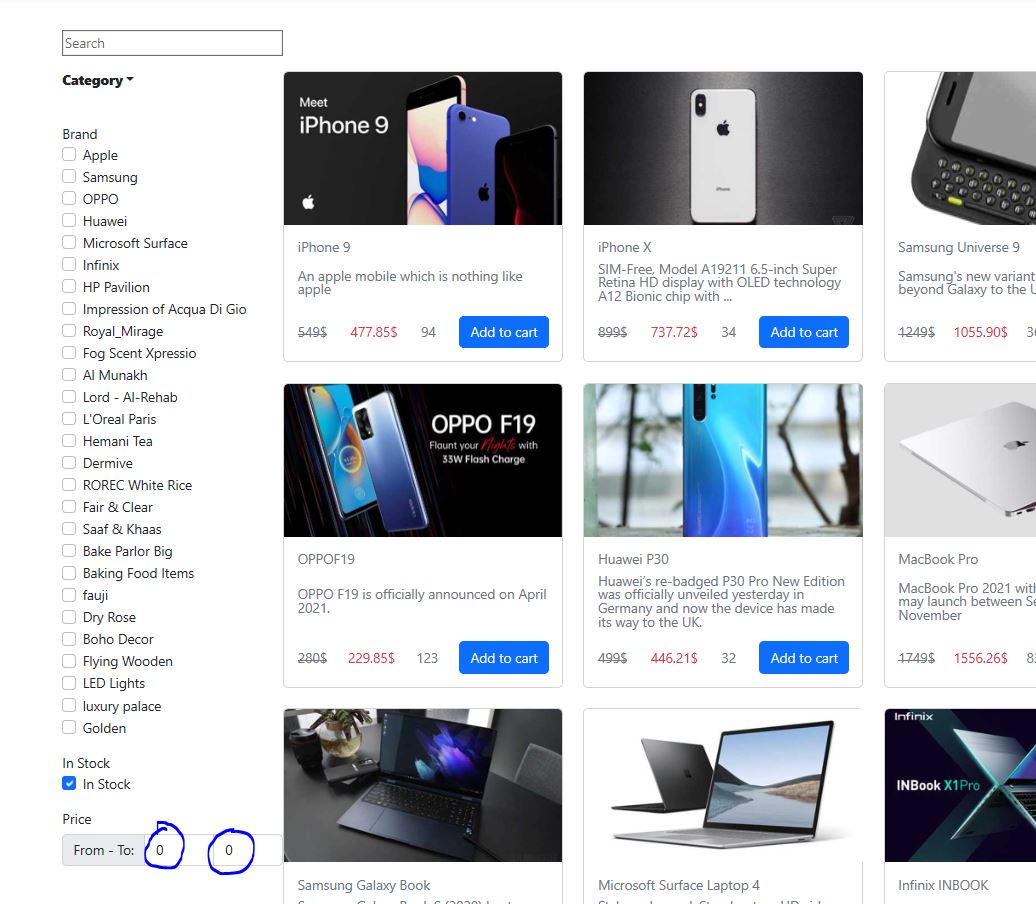 Search
Category
Brand
Apple
Samsung
OPPO
Huawei
Microsoft Surface
Infinix
HP Pavilion
Impression of Acqua Di Gio
Royal_Mirage
Fog Scent Xpressio
Al Munakh
Lord - Al-Rehab
L'Oreal Paris
Hemani Tea
Dermive
ROREC White Rice
Fair & Clear
Saaf & Khaas
Bake Parlor Big
Baking Food Items
fauji
Dry Rose
Boho Decor
Flying Wooden
LED Lights
luxury palace
Golden
In Stock
In Stock
Price
From - To: 0 0
Meet
iPhone 9
iPhone 9
An apple mobile which is nothing like
apple
549$ 477.85$ 94 Add to cart
iPhone
iPhone X
SIM-Free, Model A19211 6.5-inch Super
Retina HD display with OLED technology
A12 Bionic chip with ...
899$ 737.72$ 34 Add to cart
Samsung Universe 9
Samsung's new variant
beyond Galaxy to the
1249$ 1055.90$
OPPO F19
Flaunt your Nights with
33W Flash Charge
OPPOF19
OPPO F19 is officially announced on April
2021.
280$ 229.85$ 123 Add to cart
Huawei P30
Huawei's re-badged P30 Pro New Edition
was officially unveiled yesterday in
Germany and now the device has made
its way to the UK.
499$ 446.21$ 32 Add to cart
MacBook Pro
MacBook Pro 2021 with
may launch between
November
1749$ 1556.26$
Samsung Galaxy Book
Microsoft Surface Laptop 4
Infinix
INBook X1Pro
Infinix INBOOK